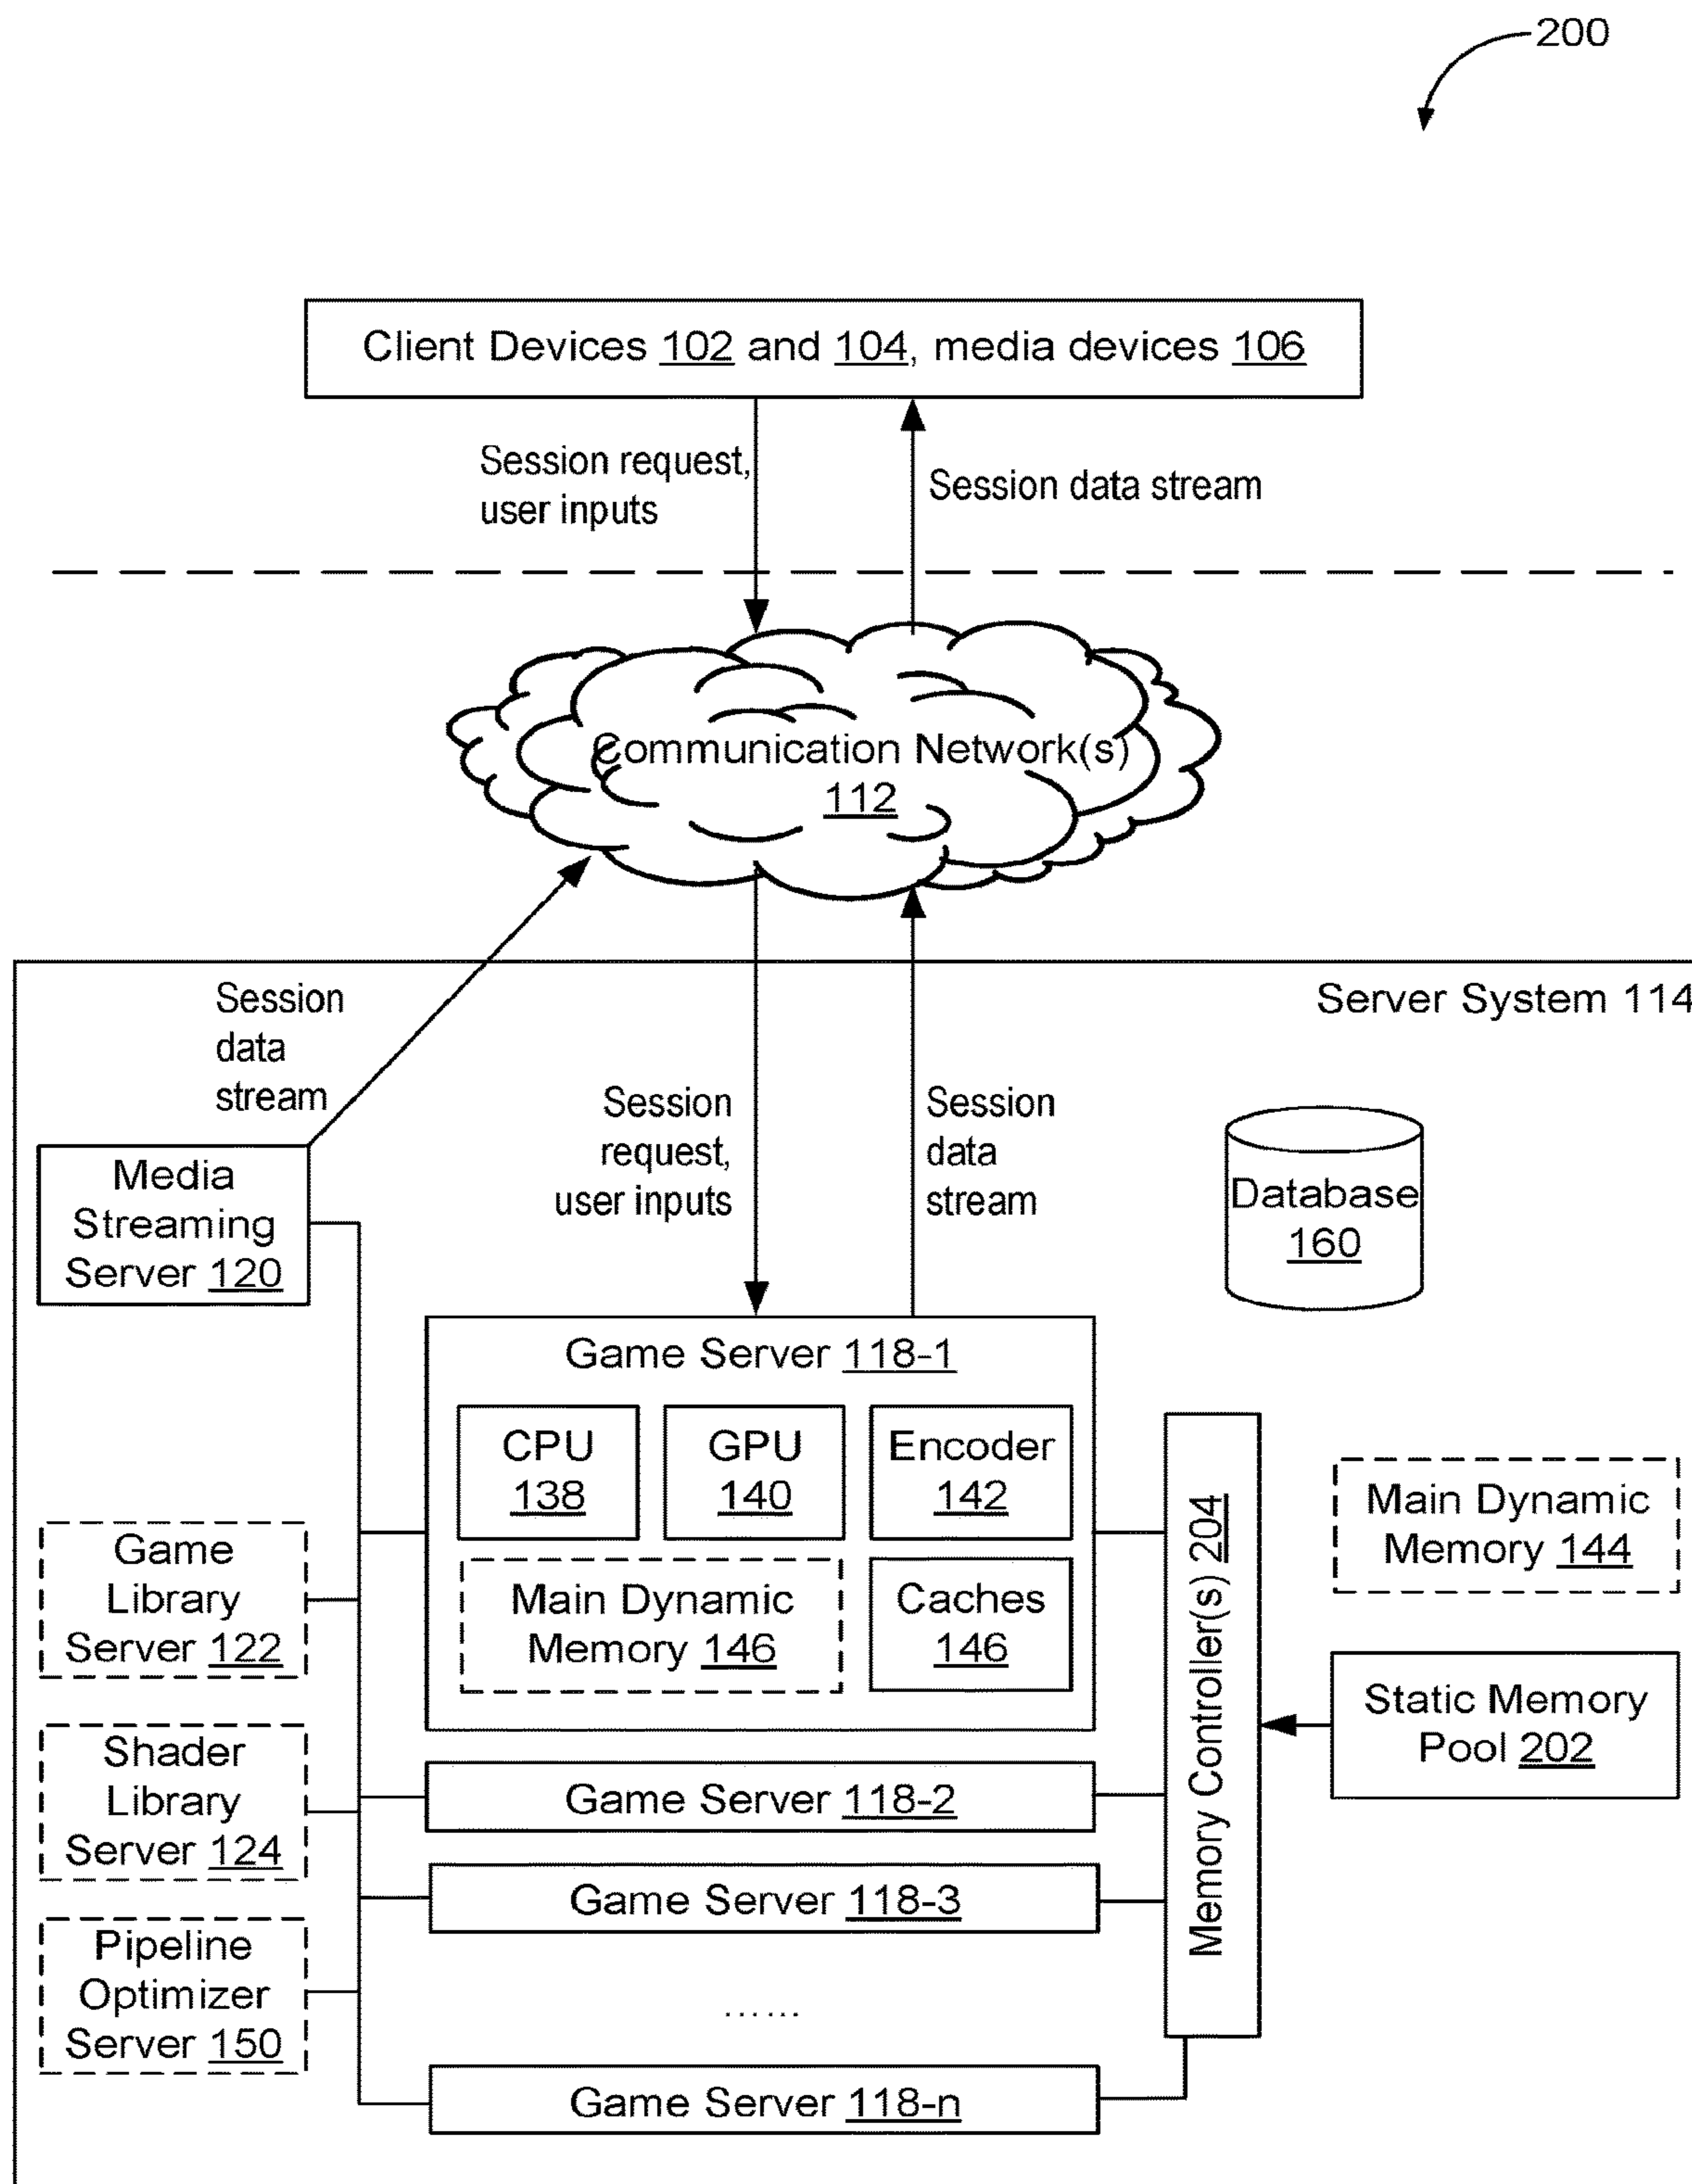 200
Client Devices 102 and 104, media devices 106
Session request,
user inputs
Session data stream
Communication Network(s)
112
Server System 114
Session
data
stream
Session
request,
user inputs
Session
data
stream
Database
160
Media
Streaming
Server 120
Game Server 118-1
CPU
138
GPU
140
Encoder
142
Main Dynamic
Memory 146
Caches
146
Memory Controller(s) 204
Main Dynamic
Memory 144
Static Memory
Pool 202
Game
Library
Server 122
Shader
Library
Server 124
Pipeline
Optimizer
Server 150
Game Server 118-2
Game Server 118-3
......
Game Server 118-n